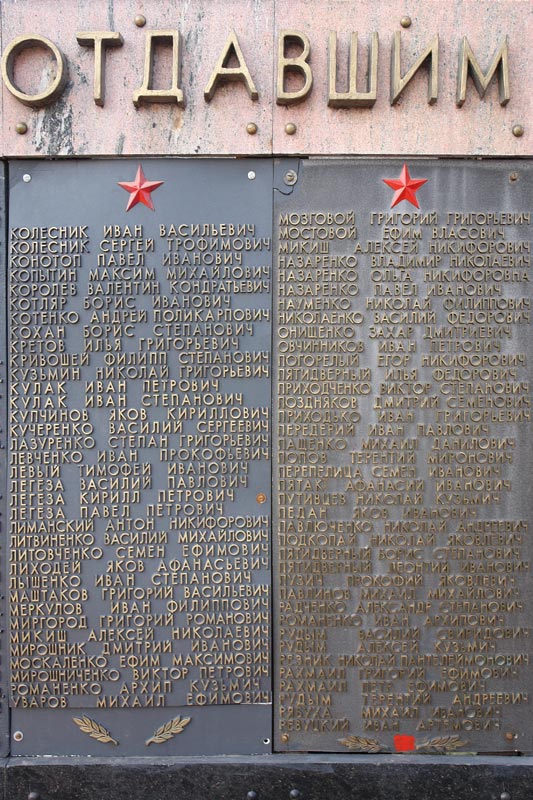 ОТДАВШИМ
КОЛЕСНИК ИВАН ВАСИЛЬЕВИЧ
КОЛЕСНИК СЕРГЕЙ ТРОФИМОВИЧ
КОНОТОП ПАВЕЛ ИВАНОВИЧ
КОПЫТИН МАКСИМ МИХАЙЛОВИЧ
КОРОЛЕВ ВАЛЕНТИН КОНДРАТЬЕВИЧ
КОТЛЯР БОРИС ИВАНОВИЧ
КОТЕНКО АНДРЕЙ ПОЛИКАРПОВИЧ
КОХАН БОРИС СТЕПАНОВИЧ
КРЕТОВ ИЛЬЯ ГРИГОРЬЕВИЧ
КРИВОШЕЙ ФИЛИПП СТЕПАНОВИЧ
КУЗЬМИН НИКОЛАЙ ГРИГОРЬЕВИЧ
КУЛАК ИВАН ПЕТРОВИЧ
КУЛАК ИВАН СТЕПАНОВИЧ
КУПЧИНОВ ЯКОВ КИРИЛЛОВИЧ
КУЧЕРЕНКО ВАСИЛИЙ СЕРГЕЕВИЧ
ЛАЗУРЕНКО СТЕПАН ГРИГОРЬЕВИЧ
ЛЕВЧЕНКО ИВАН ПРОКОФЬЕВИЧ
ЛЕВЫЙ ТИМОФЕЙ ИВАНОВИЧ
ЛЕГЕЗА ВАСИЛИЙ ПАВЛОВИЧ
ЛЕГЕЗА КИРИЛЛ ПЕТРОВИЧ
ЛЕГЕЗА ПАВЕЛ ПЕТРОВИЧ
ЛИМАНСКИЙ АНТОН НИКИФОРОВИЧ
ЛИТВИНЕНКО ВАСИЛИЙ МИХАЙЛОВИЧ
ЛИТОВЧЕНКО СЕМЕН ЕФИМОВИЧ
ЛИХОДЕЙ ЯКОВ АФАНАСЬЕВИЧ
ЛЫШЕНКО ИВАН СТЕПАНОВИЧ
МАШТАКОВ ГРИГОРИЙ ВАСИЛЬЕВИЧ
МЕРКУЛОВ ИВАН ФИЛИППОВИЧ
МИРГОРОД ГРИГОРИЙ РОМАНОВИЧ
МИКИШ АЛЕКСЕЙ НИКОЛАЕВИЧ
МИРОШНИК ДМИТРИЙ ИВАНОВИЧ
МОСКАЛЕНКО ЕФИМ МАКСИМОВИЧ
МИРОШНИЧЕНКО ВИКТОР ПЕТРОВИЧ
РОМАНЕНКО АРХИП КУЗЬМИЧ
УВАРОВ МИХАИЛ ЕФИМОВИЧ
МОЗГОВОЙ ГРИГОРИЙ ГРИГОРЬЕВИЧ
МОСТОВОЙ ЕФИМ ВЛАСОВИЧ
МИКИШ АЛЕКСЕЙ НИКИФОРОВИЧ
НАЗАРЕНКО ВЛАДИМИР НИКОЛАЕВИЧ
НАЗАРЕНКО ОЛЬГА НИКИФОРОВНА
НАЗАРЕНКО ПАВЕЛ ИВАНОВИЧ
НАУМЕНКО НИКОЛАЙ ФИЛИППОВИЧ
НИКОЛАЕНКО ВАСИЛИЙ ФЕДОРОВИЧ
ОНИЩЕНКО ЗАХАР ДМИТРИЕВИЧ
ОВЧИННИКОВ ИВАН ПЕТРОВИЧ
ПОГОРЕЛЫЙ ЕГОР НИКИФОРОВИЧ
ПЯТИДВЕРНЫЙ ИЛЬЯ ФЕДОРОВИЧ
ПРИХОДЧЕНКО ВИКТОР СТЕПАНОВИЧ
ПОЗДНЯКОВ ДМИТРИЙ СЕМЕНОВИЧ
ПРИХОДЬКО ИВАН ГРИГОРЬЕВИЧ
ПЕРЕДЕРИЙ ИВАН ПАВЛОВИЧ
ПАЩЕНКО МИХАИЛ ДАНИЛОВИЧ
ПОПОВ ТЕРЕНТИЙ МИРОНОВИЧ
ПЕРЕПЕЛИЦА СЕМЕН ИВАНОВИЧ
ПЯТАК АФАНАСИЙ ИВАНОВИЧ
ПУТИВЦЕВ НИКОЛАЙ КУЗЬМИЧ
ПЕДАН ЯКОВ ИВАНОВИЧ
ПАВЛЮЧЕНКО НИКОЛАЙ АНДРЕЕВИЧ
ПОДКОПАЙ НИКОЛАЙ ЯКОВЛЕВИЧ
ПЯТИДВЕРНЫЙ БОРИС СТЕПАНОВИЧ
ПЯТИДВЕРНЫЙ ЛЕОНТИЙ ИВАНОВИЧ
ПУЗИЧ ПРОКОФИЙ ЯКОВЛЕВИЧ
ПАВЛИНОВ МИХАИЛ МИХАЙЛОВИЧ
РАДЧЕНКО АЛЕКСАНДР СТЕПАНОВИЧ
РОМАНЕНКО ИВАН АРХИПОВИЧ
РУДЫМ ВАСИЛИЙ СВИРИДОВИЧ
РУДЫМ АЛЕКСЕЙ КУЗЬМИЧ
РЕЗНИК НИКОЛАЙ ПАНТЕЛЕЙМОНОВИЧ
РАХМАИЛ ГРИГОРИЙ ЕФИМОВИЧ
РАХМАИЛ ПЕТР ЕФИМОВИЧ
РУДЫМ ТЕРЕНТИЙ АНДРЕЕВИЧ
МИХАИЛ ИВАНОВИЧ
РЕВУЦКИЙ ИВАН АРТЕМОВИЧ